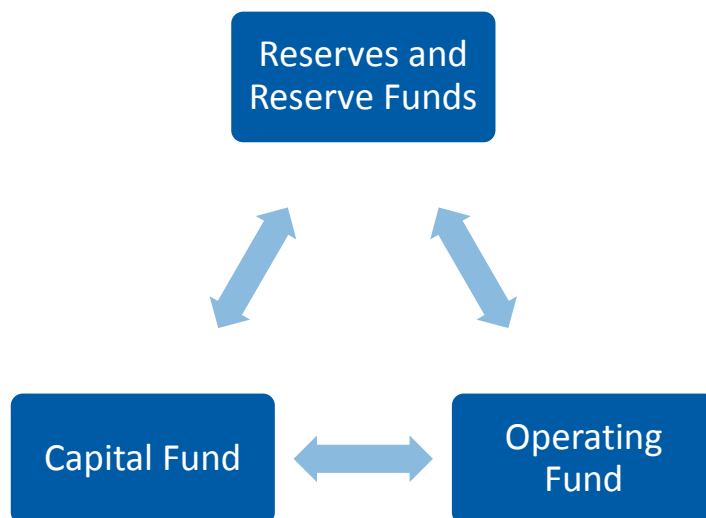 Reserves and
Reserve Funds
Capital Fund
Operating
Fund